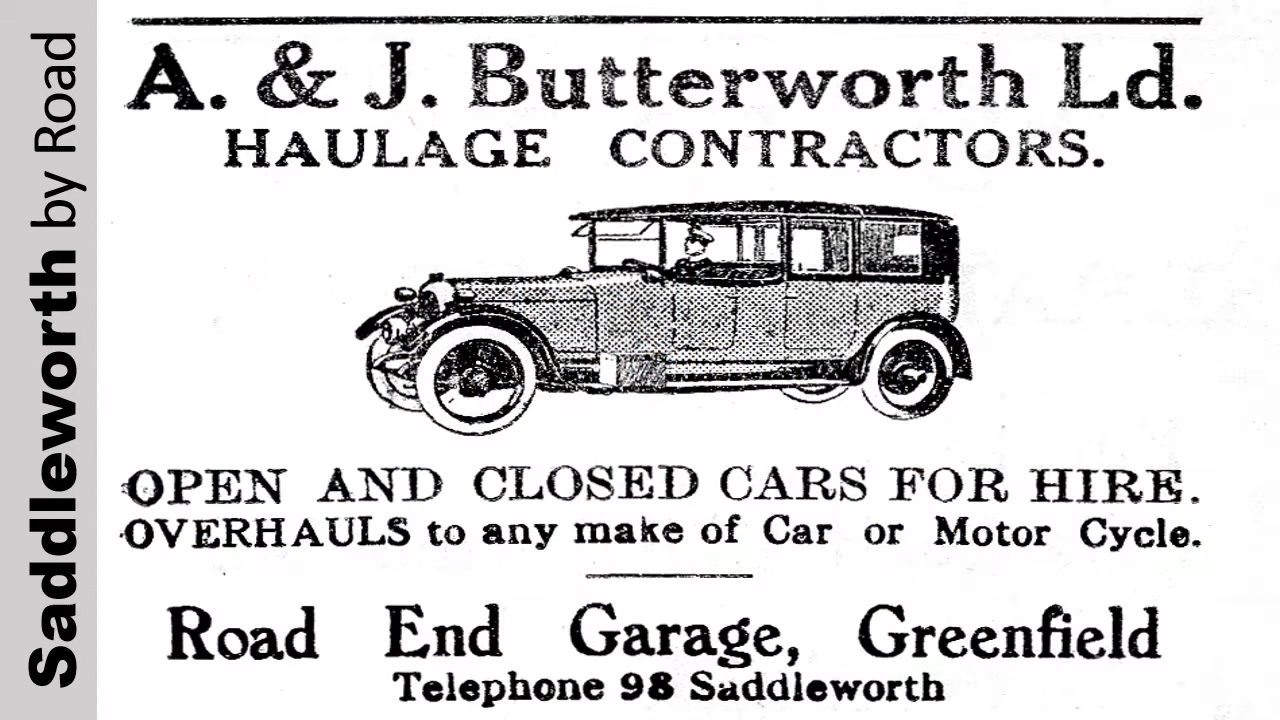 Saddleworth by Road
A. & J. Butterworth Ld.
HAULAGE CONTRACTORS.
OPEN AND CLOSED CARS FOR HIRE.
OVERHAULS to any make of Car or Motor Cycle.
Road End Garage, Greenfield
Telephone 98 Saddleworth